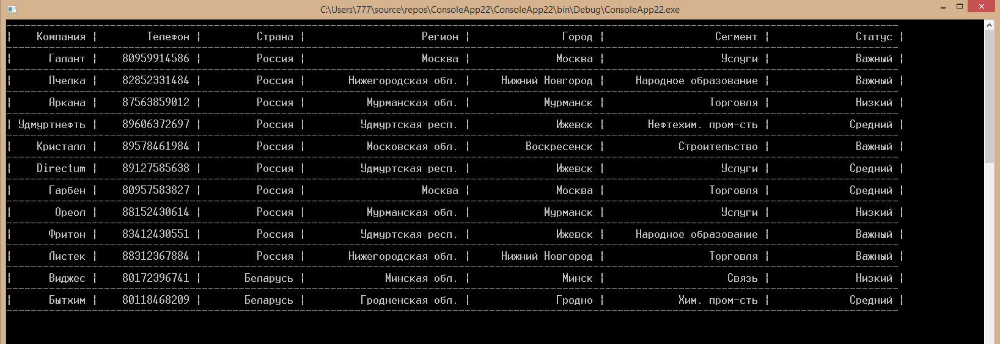 C:\Users\777\source\repos\ConsoleApp22\ConsoleApp22\bin\Debug\ConsoleApp22.exe
| Компания | Телефон | Страна | Регион | Город | Сегмент | Статус |
| Галант | 80959914586 | Россия | Москва | Москва | Услуги | Важный |
| Пчелка | 82852331484 | Россия | Нижегородская обл. | Нижний Новгород | Народное образование | Важный |
| Аркана | 87563859012 | Россия | Мурманская обл. | Мурманск | Торговля | Низкий |
| Удмуртнефть | 89606372697 | Россия | Удмуртская респ. | Ижевск | Нефтехим. пром-сть | Средний |
| Кристалл | 89578461984 | Россия | Московская обл. | Воскресенск | Строительство | Важный |
| Directum | 89127585638 | Россия | Удмуртская респ. | Ижевск | Услуги | Средний |
| Гарбен | 80957583827 | Россия | Москва | Москва | Торговля | Средний |
| Ореол | 88152430614 | Россия | Мурманская обл. | Мурманск | Услуги | Низкий |
| Фритон | 83412430551 | Россия | Удмуртская респ. | Ижевск | Народное образование | Важный |
| Листек | 88312367884 | Россия | Нижегородская обл. | Нижний Новгород | Торговля | Важный |
| Виджес | 80172396741 | Беларусь | Минская обл. | Минск | Связь | Низкий |
| Бытхим | 80118468209 | Беларусь | Гродненская обл. | Гродно | Хим. пром-сть | Средний |